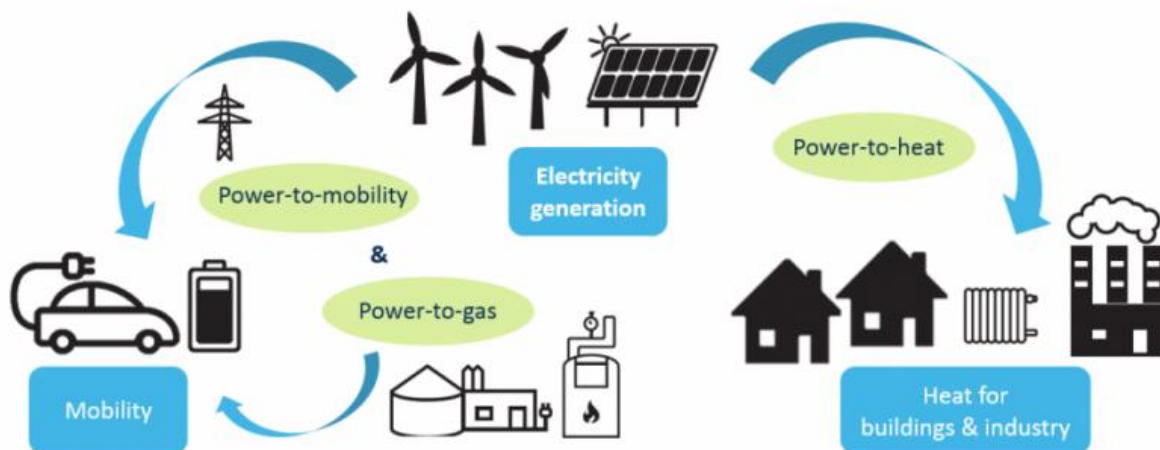 Electricity
generation
Power-to-heat
Power-to-mobility
&
Power-to-gas
Mobility
Heat for
buildings & industry